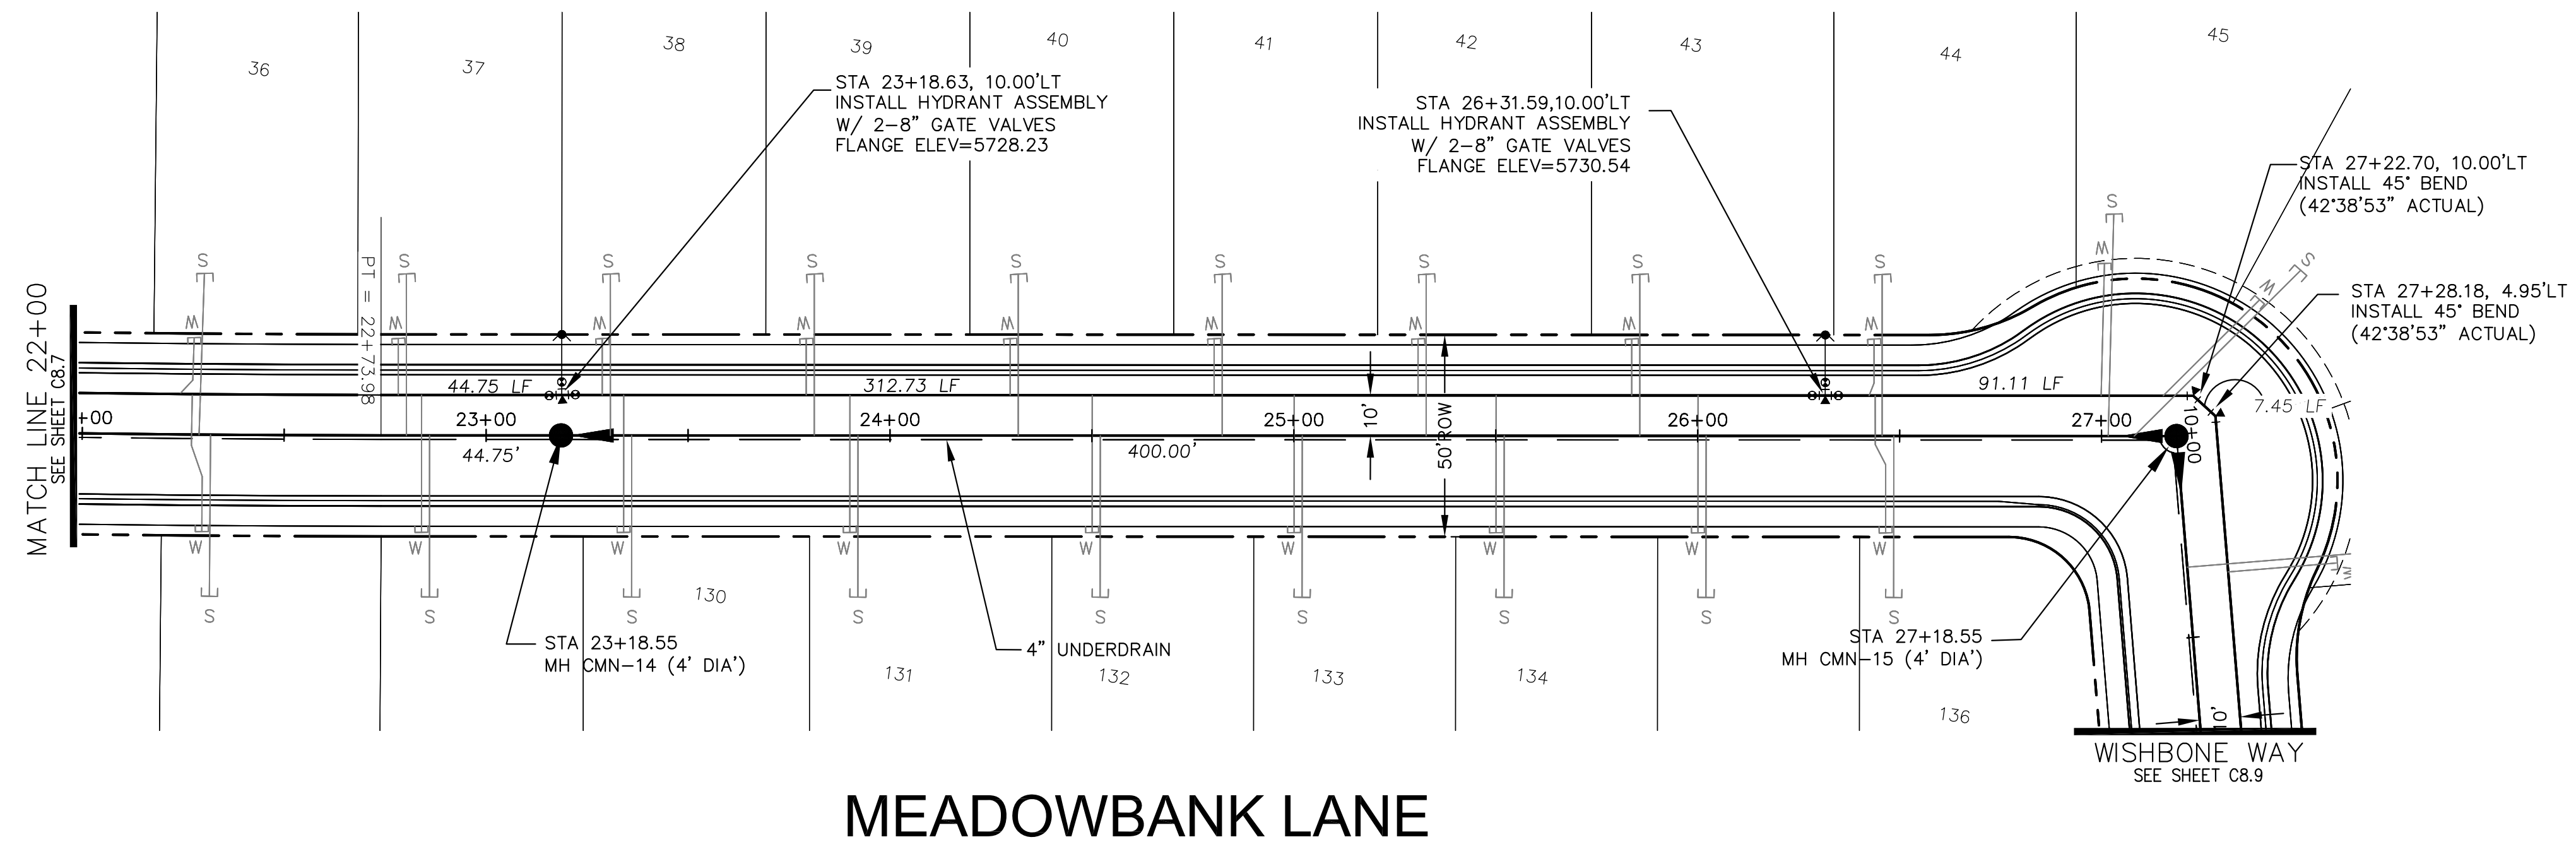 36
37
38
39
40
41
42
43
44
45
STA 23+18.63, 10.00'LT
INSTALL HYDRANT ASSEMBLY
W/ 2-8" GATE VALVES
FLANGE ELEV=5728.23
STA 26+31.59,10.00'LT
INSTALL HYDRANT ASSEMBLY
W/ 2-8" GATE VALVES
FLANGE ELEV=5730.54
STA 27+22.70, 10.00'LT
INSTALL 45° BEND
(42°38'53" ACTUAL)
STA 27+28.18, 4.95'LT
INSTALL 45° BEND
(42°38'53" ACTUAL)
S
S
S
S
S
S
S
S
S
S
S
W
W
W
W
W
W
W
W
W
W
W
MATCH LINE 22+00
SEE SHEET C8.7
PT = 22+73.98
44.75 LF
312.73 LF
91.11 LF
7.45 LF
+00
23+00
24+00
25+00
26+00
27+00
10+00
10'
50'ROW
44.75'
400.00'
W
W
W
W
W
W
W
W
W
W
S
S
S
S
S
S
S
S
130
131
132
133
134
136
STA 23+18.55
MH CMN-14 (4' DIA')
4" UNDERDRAIN
STA 27+18.55
MH CMN-15 (4' DIA')
10'
WISHBONE WAY
SEE SHEET C8.9
MEADOWBANK LANE